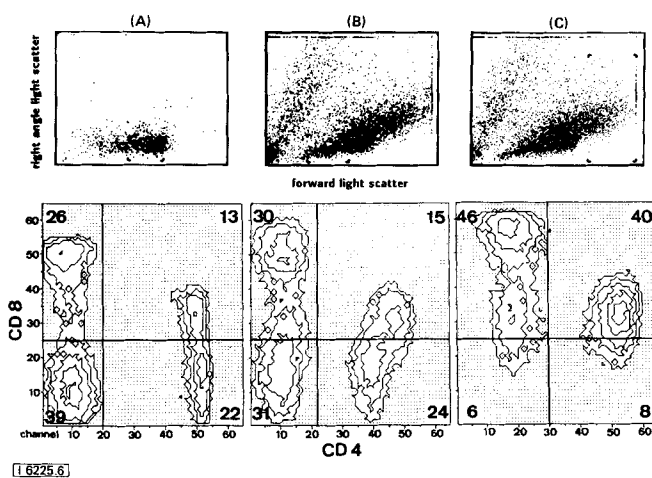 (A) (B) (C)
right angle light scatter
forward light scatter
26 13 30 15 46 40
60
50
40
30
20
10
CD 8
39 22 31 24 6 8
channel 10 20 30 40 50 60 10 20 30 40 50 60 10 20 30 40 50 60
CD 4
I 6225.6